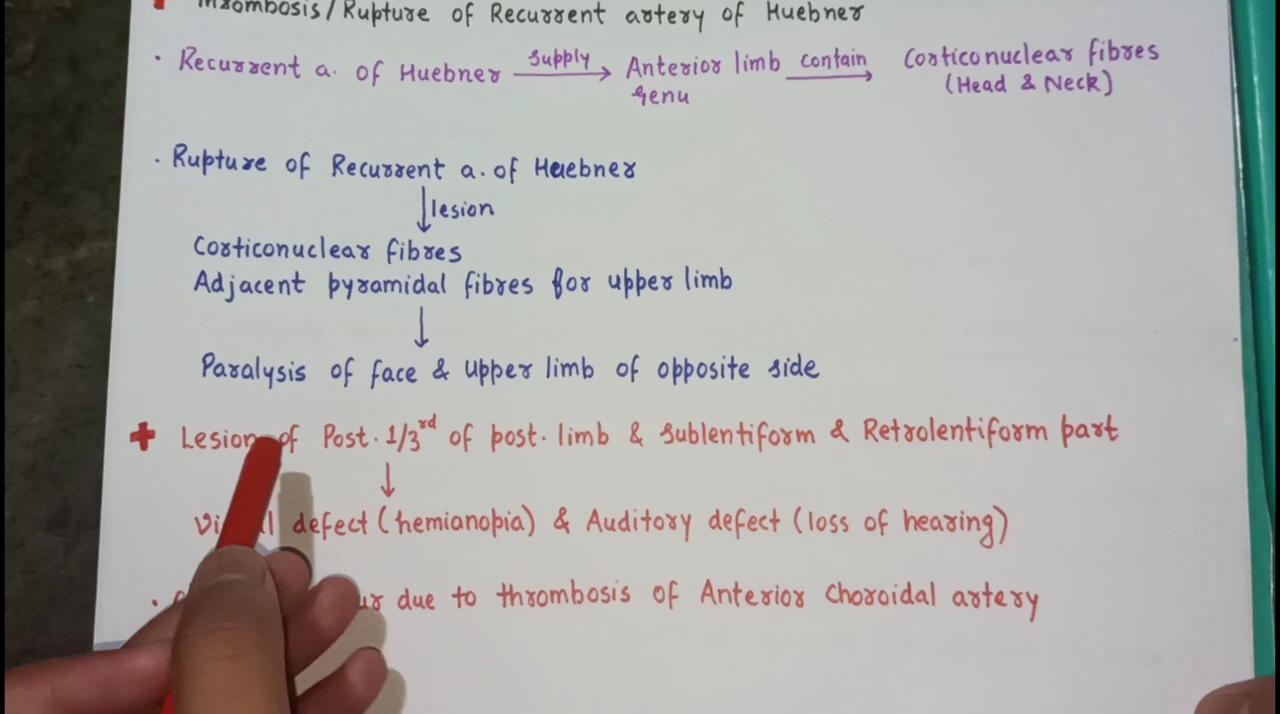 Thrombosis/Rupture of Recurrent artery of Huebner
· Recurrent a. of Huebner supply → Anterior limb contain → Corticonuclear fibres
Genu (Head & Neck)
· Rupture of Recurrent a. of Huebner
↓ lesion
Corticonuclear fibres
Adjacent pyramidal fibres for upper limb
↓
Paralysis of face & Upper limb of opposite side
+ Lesion of Post. 1/3rd of post. limb & Sublentiform & Retrolentiform part
↓
defect (hemianopia) & Auditory defect (loss of hearing)
· due to thrombosis of Anterior Choroidal artery